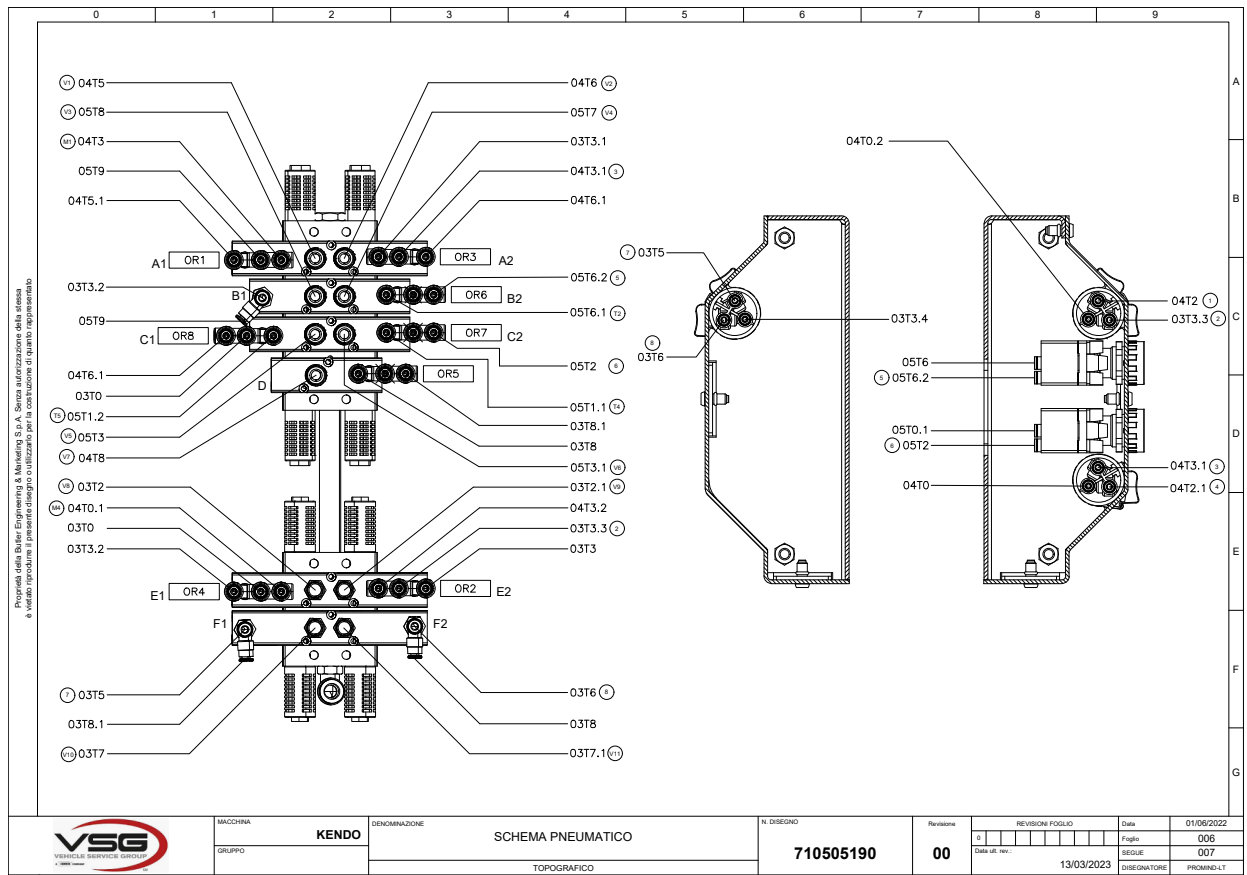 0 1 2 3 4 5 6 7 8 9
A
B
C
D
E
F
G
V1 04T5
V3 05T8
M1 04T3
05T9
04T5.1
A1 OR1
03T3.2
B1
05T9
C1 OR8
04T6.1
03T0
T5 05T1.2
V5 05T3
V7 04T8
D
V8 03T2
M4 04T0.1
03T0
03T3.2
E1 OR4
F1
7 03T5
03T8.1
V10 03T7
04T6 V2
05T7 V4
03T3.1
04T3.1 3
04T6.1
OR3 A2
05T6.2 5
OR6 B2
05T6.1 T2
OR7 C2
05T2 6
OR5
05T1.1 T4
03T8.1
03T8
05T3.1 V6
03T2.1 V9
04T3.2
03T3.3 2
03T3
OR2 E2
F2
03T6 8
03T8
03T7.1 V11
7 03T5
03T3.4
8
03T6
04T0.2
04T2 1
03T3.3 2
05T6
5 05T6.2
05T0.1
6 05T2
04T3.1 3
04T0
04T2.1 4
Proprietà della Butler Engineering & Marketing S.p.A. Senza autorizzazione della stessa
è vietato riprodurre il presente disegno o utilizzarlo per la costruzione di quanto rappresentato
VSG
VEHICLE SERVICE GROUP
MACCHINA
KENDO
GRUPPO
DENOMINAZIONE
SCHEMA PNEUMATICO
TOPOGRAFICO
N. DISEGNO
710505190
Revisione
00
REVISIONI FOGLIO
0
Data ult. rev.:
13/03/2023
Data 01/06/2022
Foglio 006
SEGUE 007
DISEGNATORE PROMIND-LT